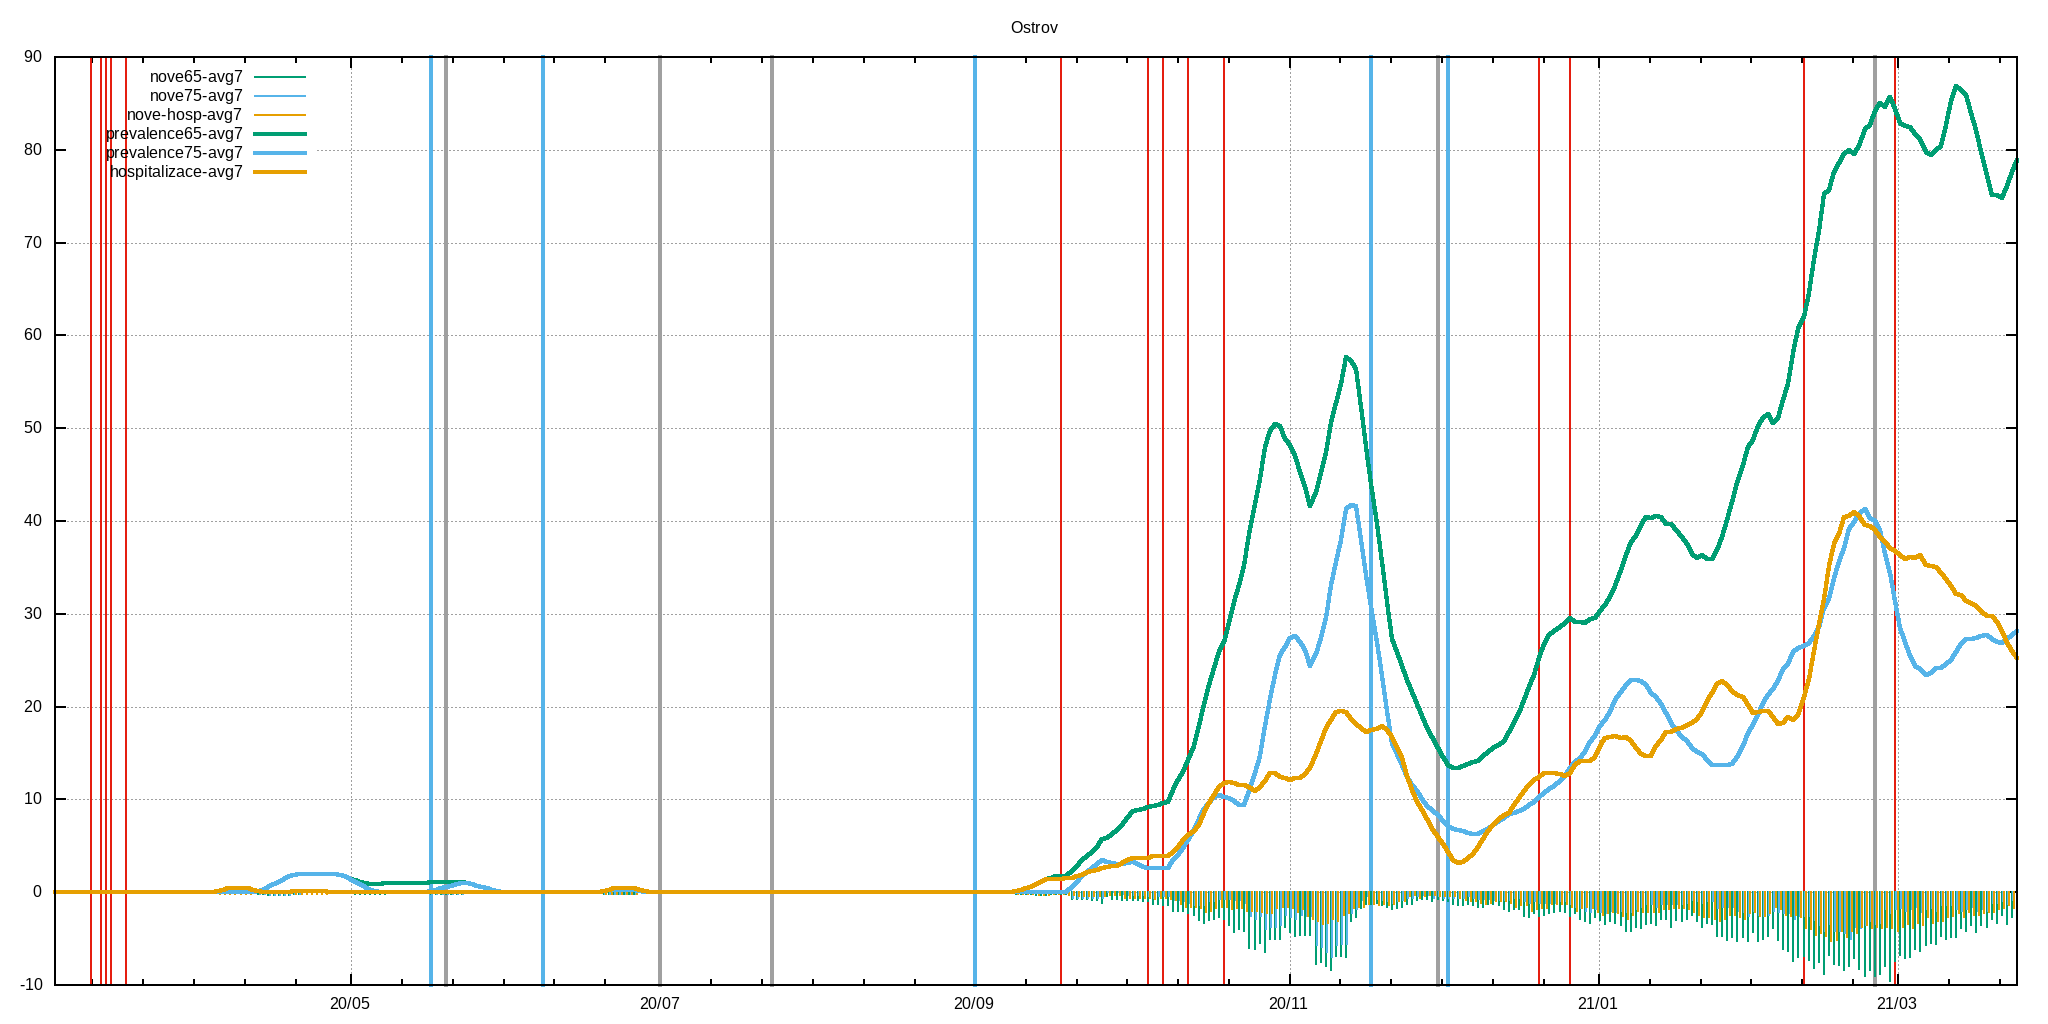 Ostrov
90
nove65-avg7
nove75-avg7
nove-hosp-avg7
prevalence65-avg7
80
prevalence75-avg7
hospitalizace-avg7
70
60
50
40
30
20
10
0
-10
20/05 20/07 20/09 20/11 21/01 21/03